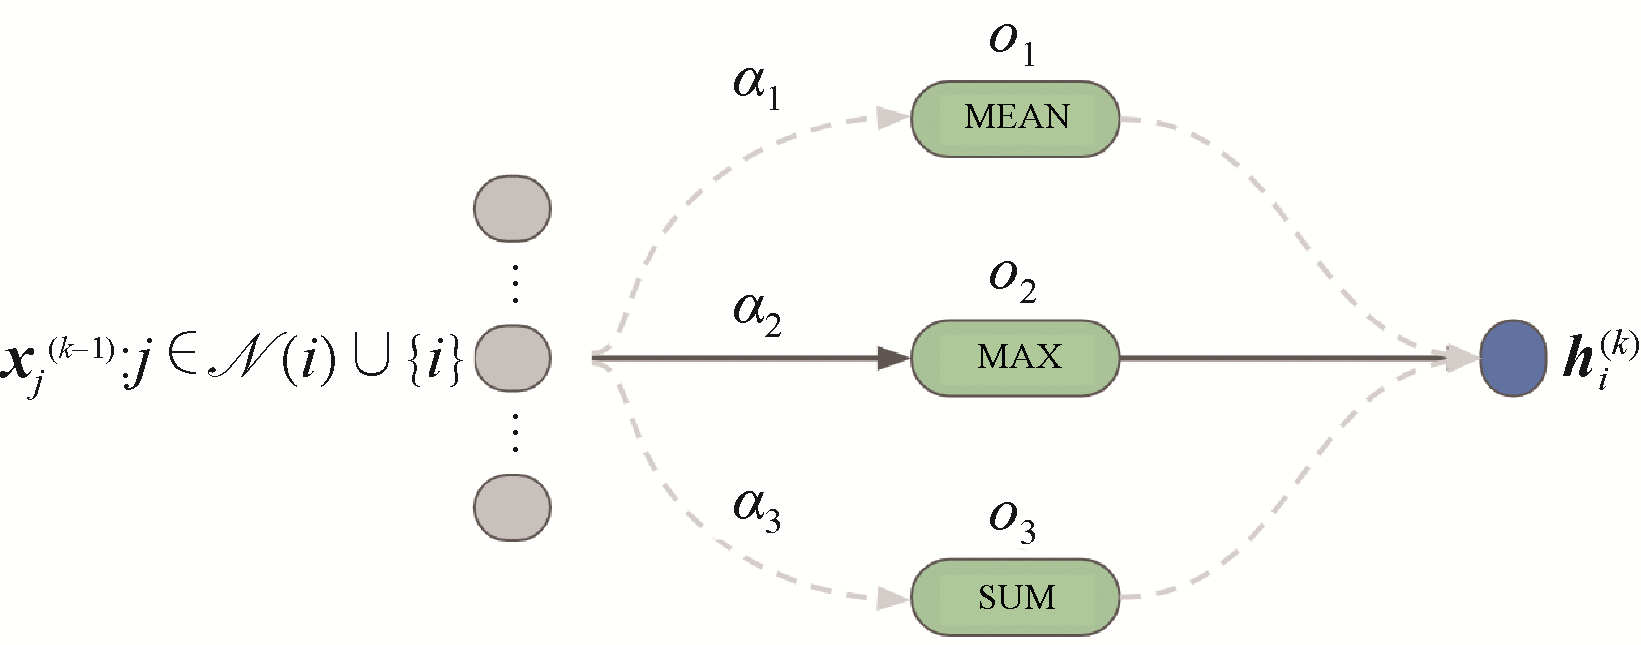 o₁
α₁
MEAN
o₂
α₂
x_j^(k−1):j ∈ 𝒩(i) ∪ {i}
MAX
h_i^(k)
α₃
o₃
SUM